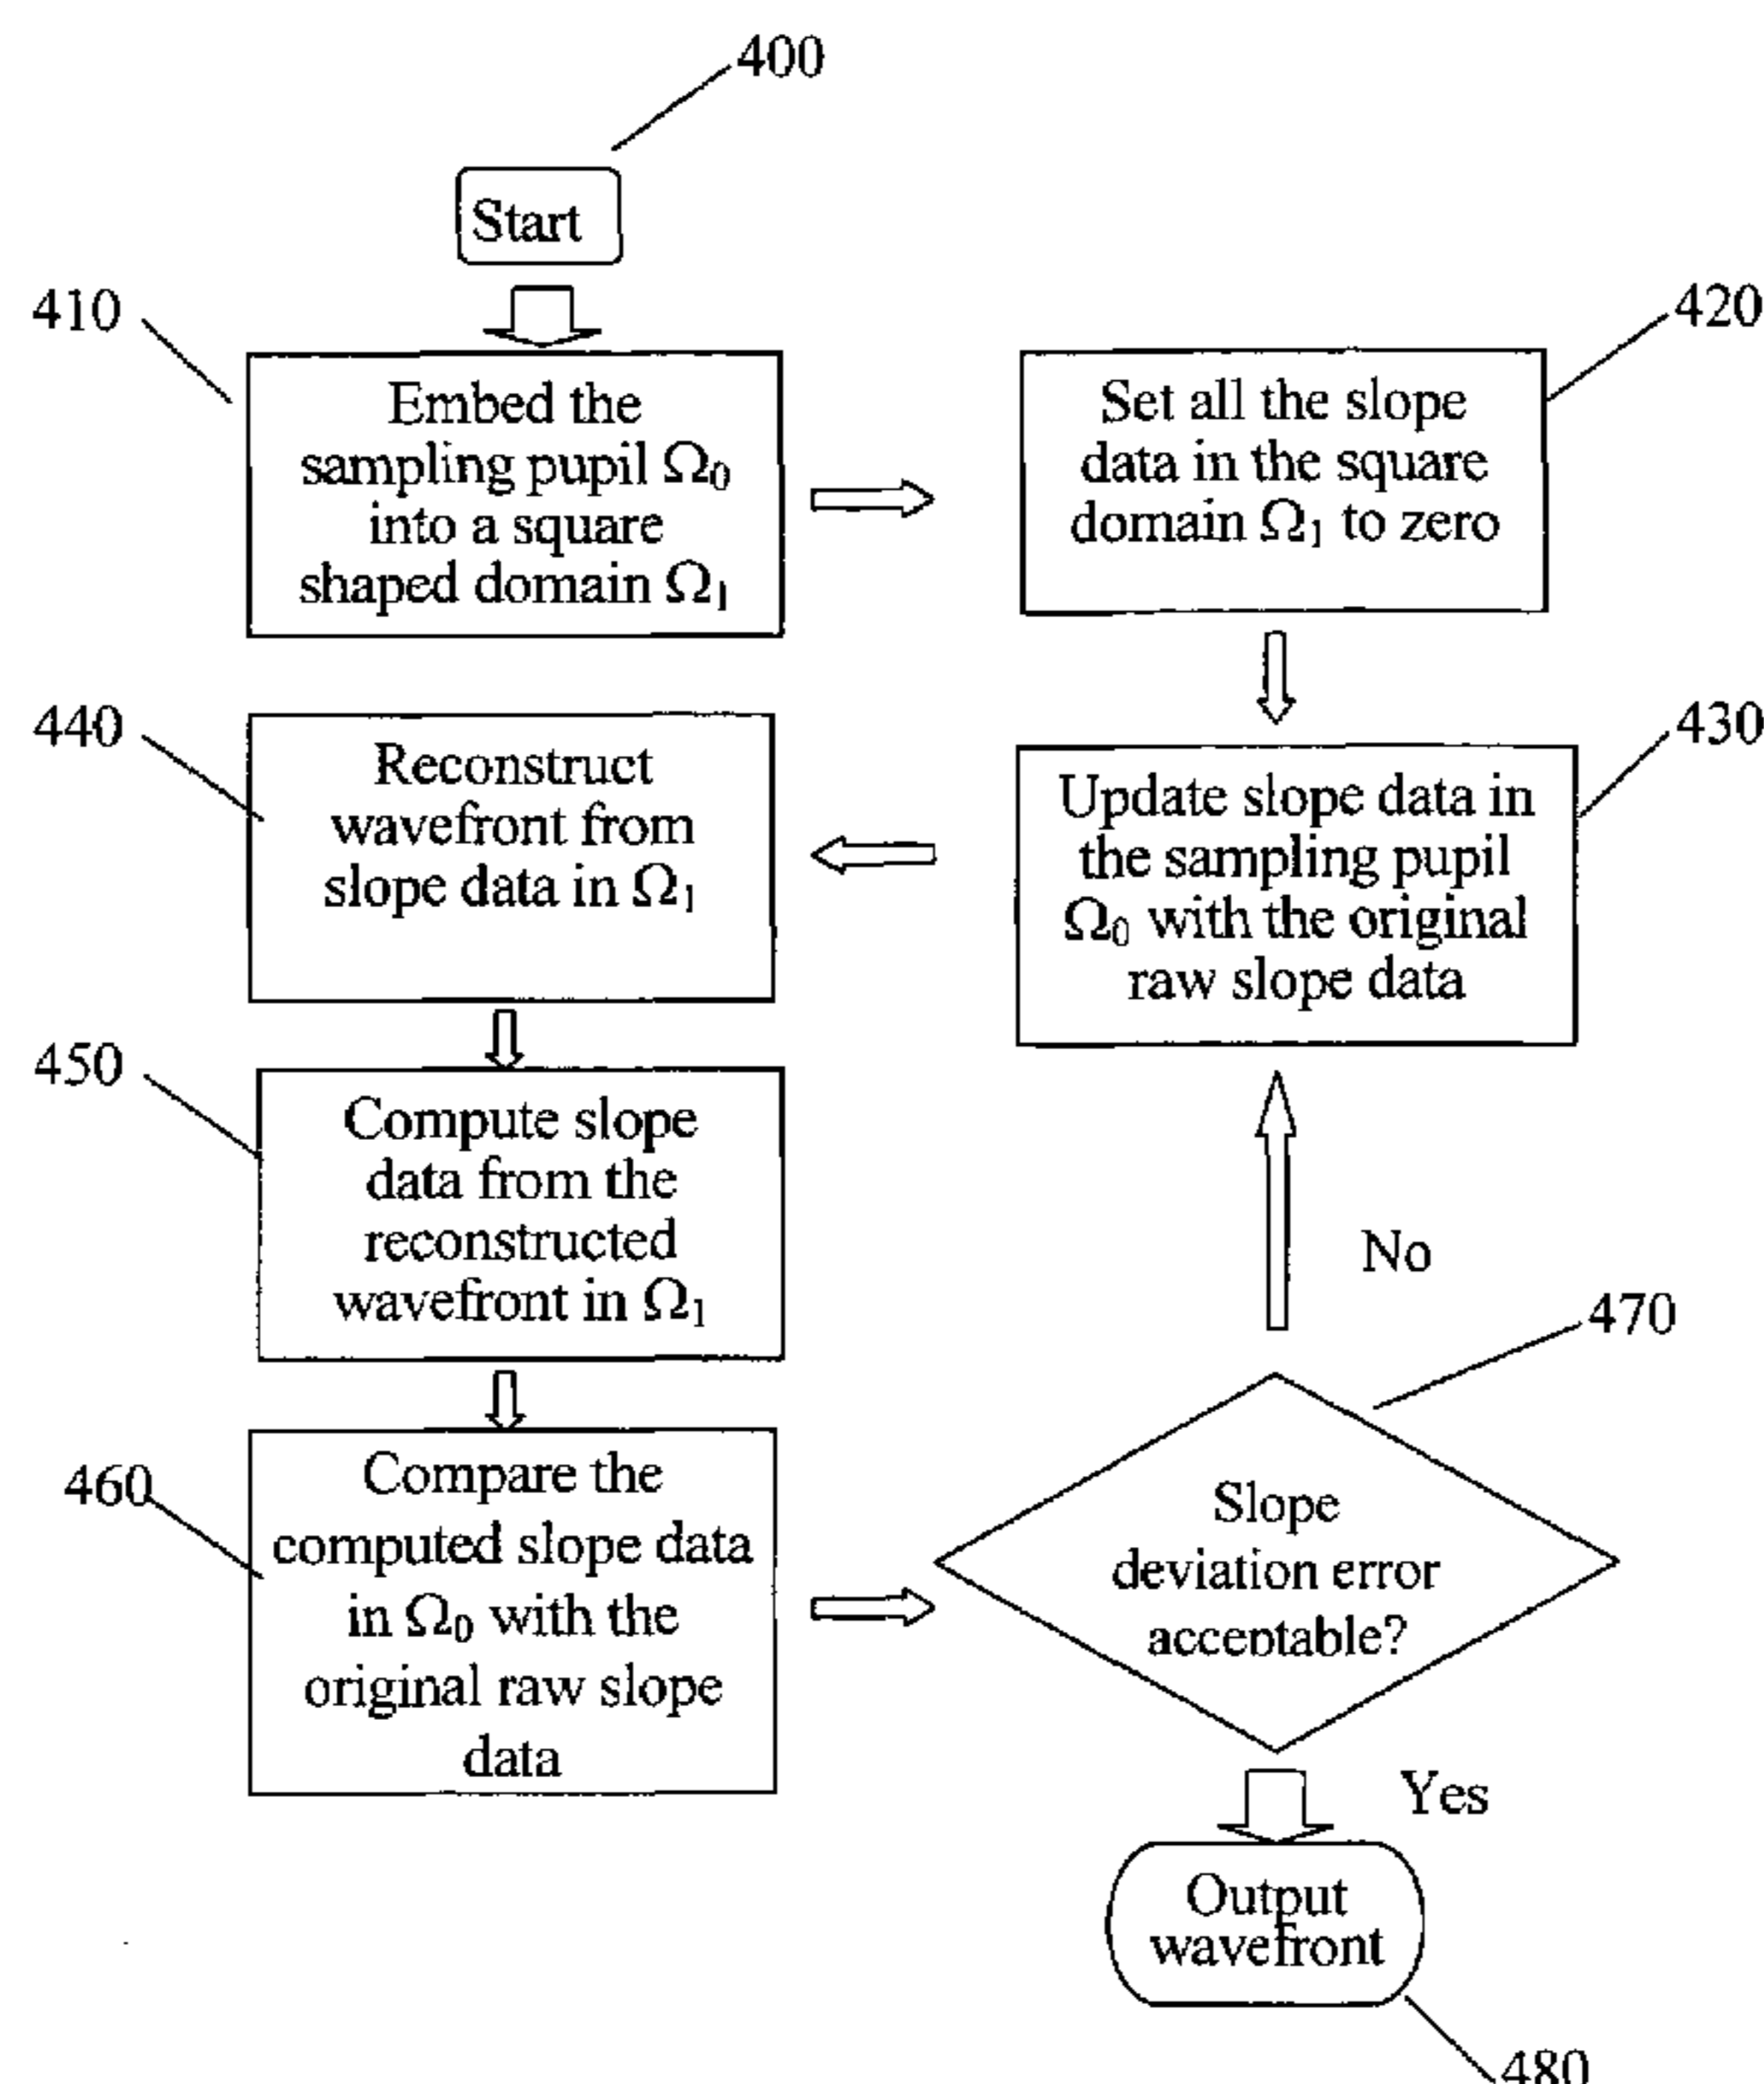 400
Start
410
Embed the
sampling pupil Ω₀
into a square
shaped domain Ω₁
420
Set all the slope
data in the square
domain Ω₁ to zero
430
Update slope data in
the sampling pupil
Ω₀ with the original
raw slope data
440
Reconstruct
wavefront from
slope data in Ω₁
450
Compute slope
data from the
reconstructed
wavefront in Ω₁
460
Compare the
computed slope data
in Ω₀ with the
original raw slope
data
470
Slope
deviation error
acceptable?
No
Yes
Output
wavefront
480